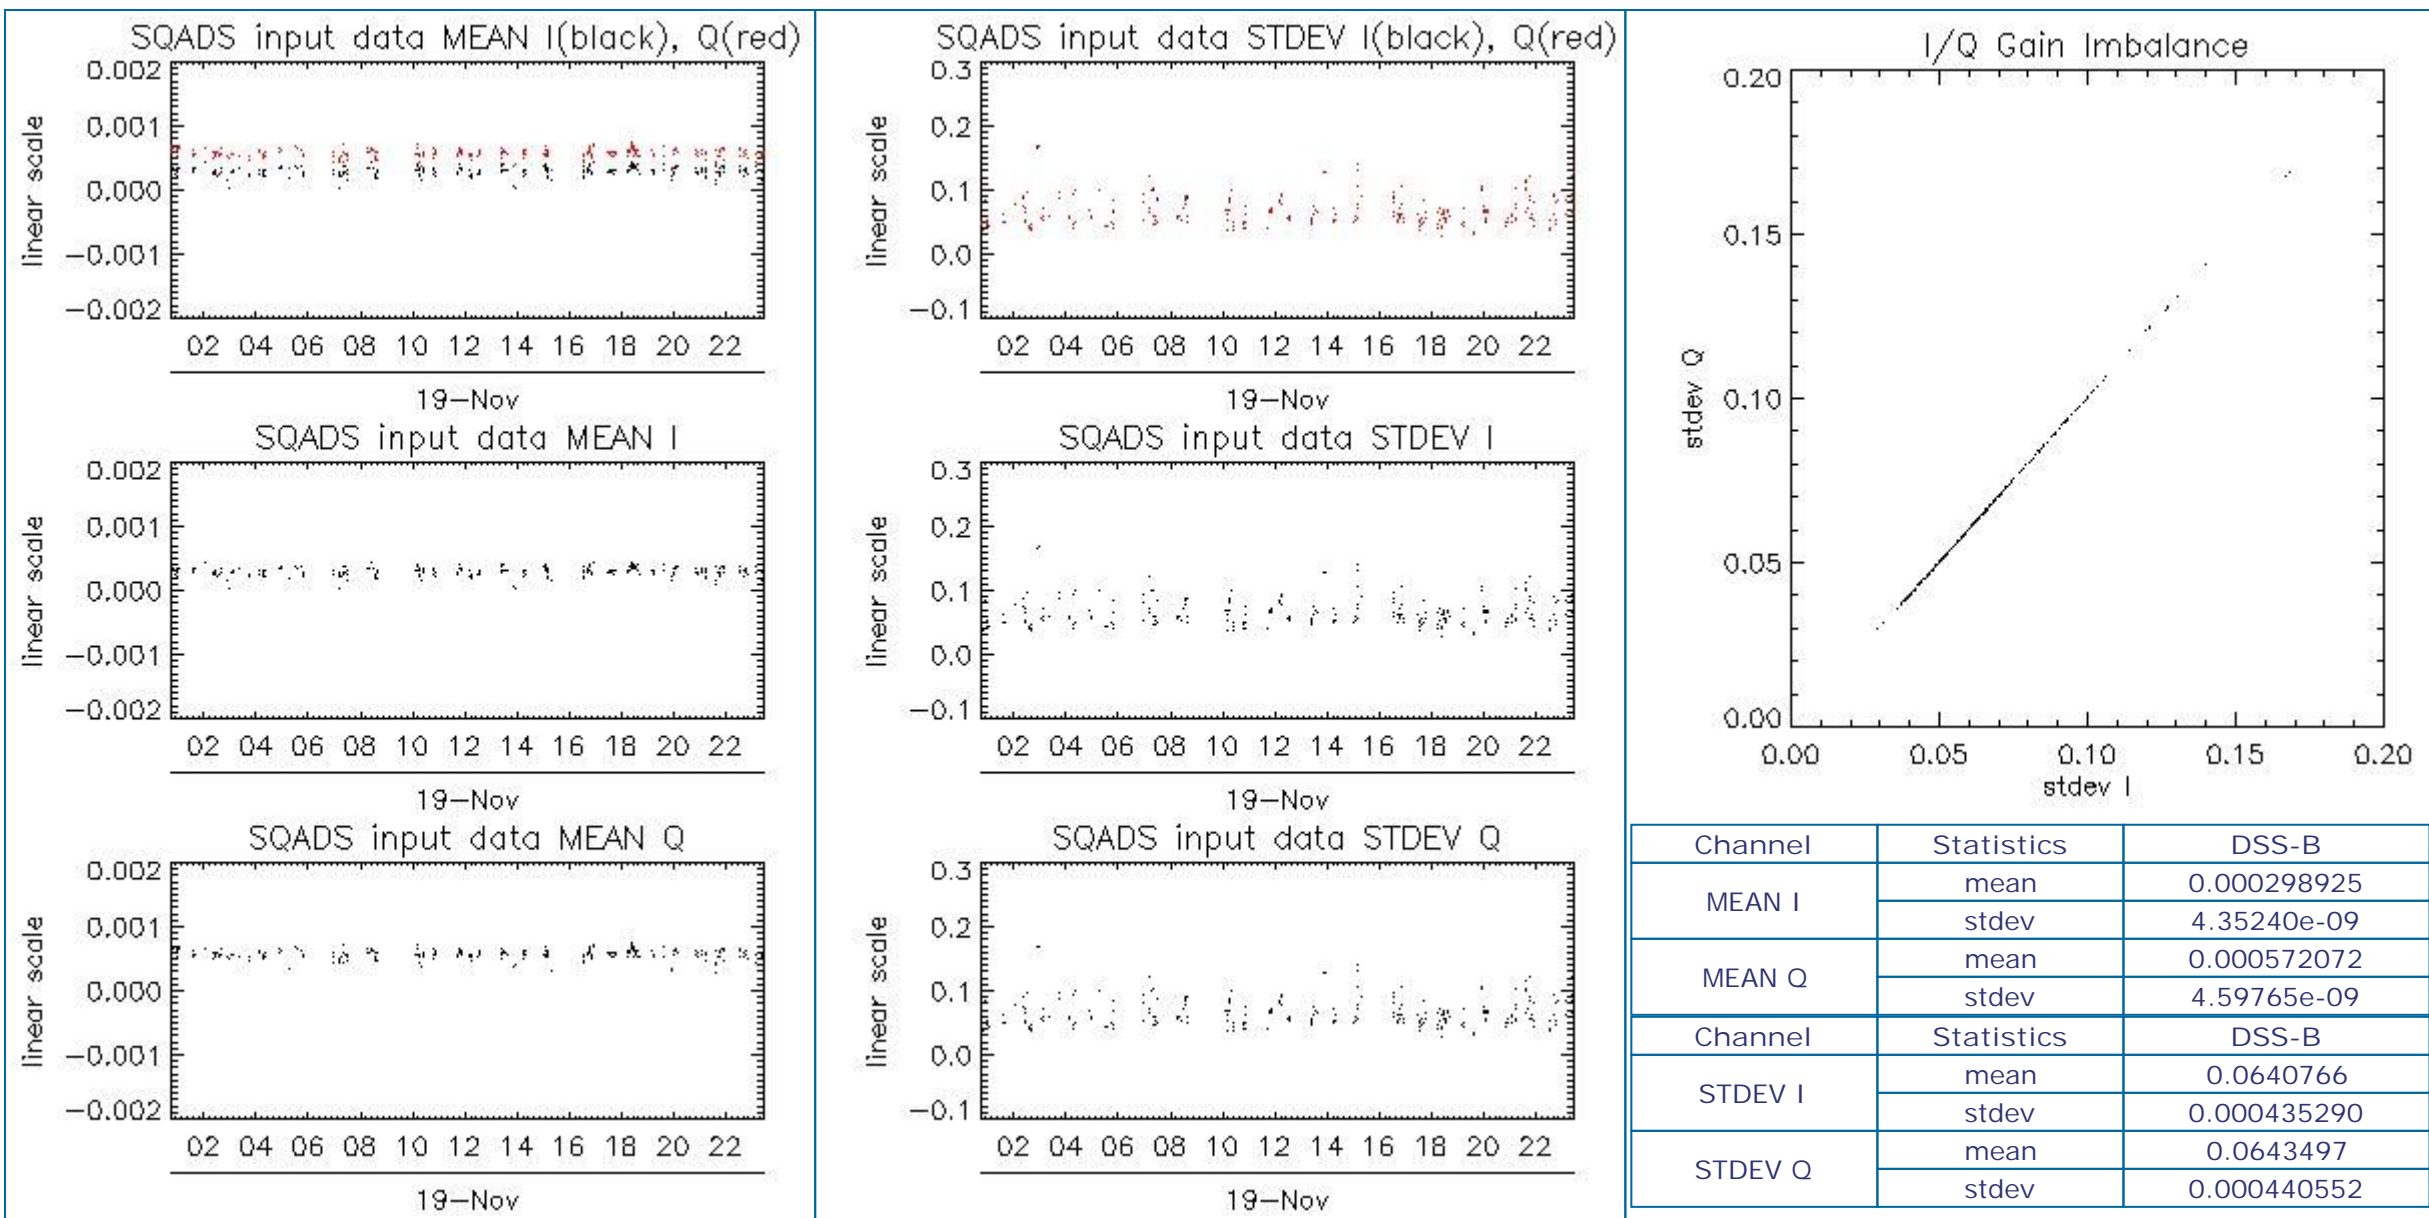 SQADS input data MEAN I(black), Q(red)
linear scale
0.002
0.001
0.000
−0.001
−0.002
02 04 06 08 10 12 14 16 18 20 22
19−Nov
SQADS input data MEAN I
linear scale
0.002
0.001
0.000
−0.001
−0.002
02 04 06 08 10 12 14 16 18 20 22
19−Nov
SQADS input data MEAN Q
linear scale
0.002
0.001
0.000
−0.001
−0.002
02 04 06 08 10 12 14 16 18 20 22
19−Nov
SQADS input data STDEV I(black), Q(red)
linear scale
0.3
0.2
0.1
0.0
−0.1
02 04 06 08 10 12 14 16 18 20 22
19−Nov
SQADS input data STDEV I
linear scale
0.3
0.2
0.1
0.0
−0.1
02 04 06 08 10 12 14 16 18 20 22
19−Nov
SQADS input data STDEV Q
linear scale
0.3
0.2
0.1
0.0
−0.1
02 04 06 08 10 12 14 16 18 20 22
19−Nov
I/Q Gain Imbalance
stdev Q
0.20
0.15
0.10
0.05
0.00
0.00 0.05 0.10 0.15 0.20
stdev I
Channel Statistics DSS-B
MEAN I
mean 0.000298925
stdev 4.35240e-09
MEAN Q
mean 0.000572072
stdev 4.59765e-09
Channel Statistics DSS-B
STDEV I
mean 0.0640766
stdev 0.000435290
STDEV Q
mean 0.0643497
stdev 0.000440552